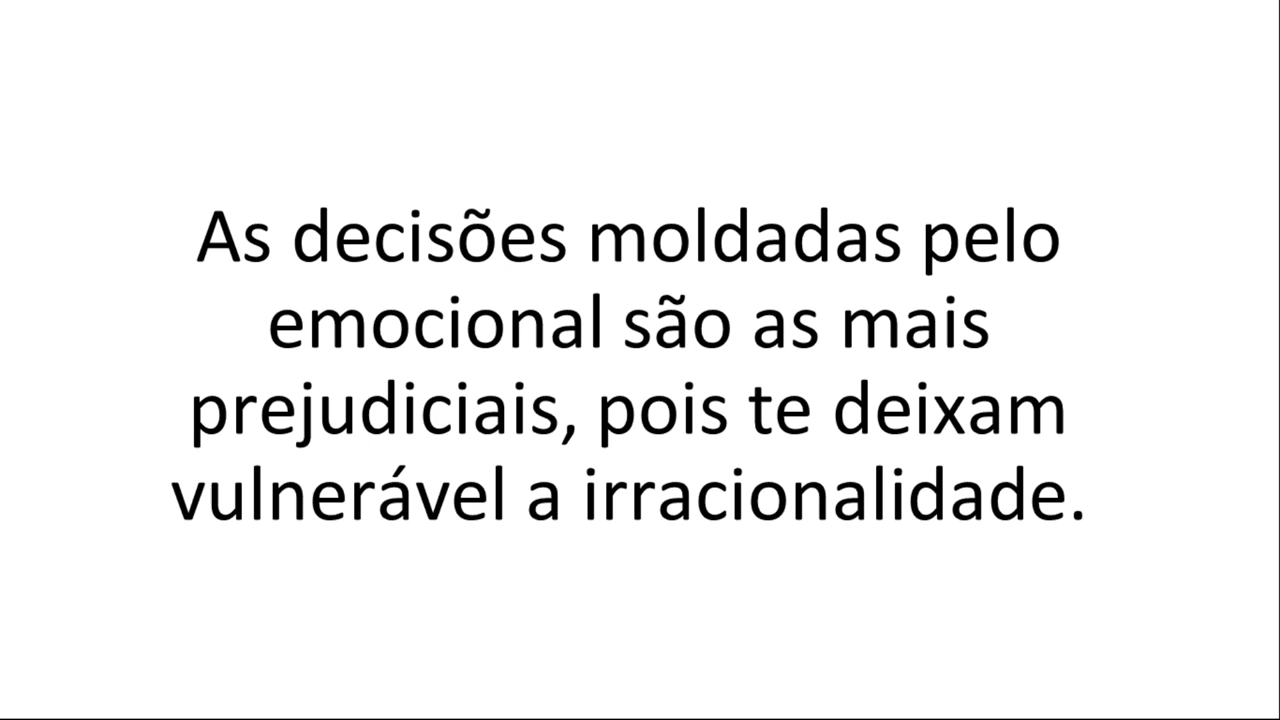 As decisões moldadas pelo
emocional são as mais
prejudiciais, pois te deixam
vulnerável a irracionalidade.